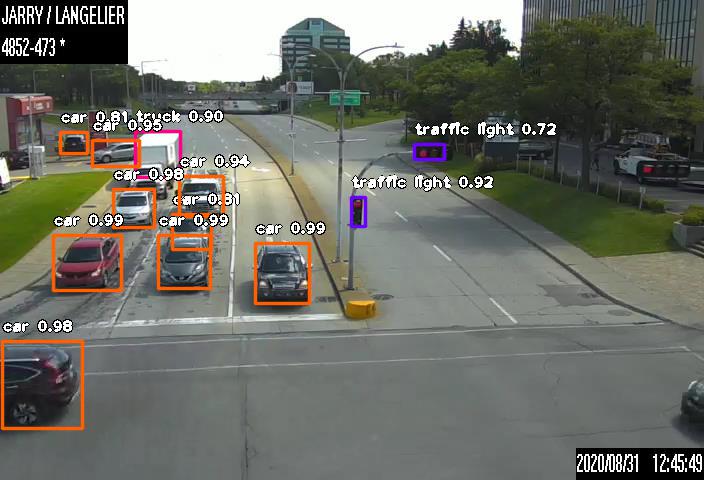 JARRY / LANGELIER
4852-473 *
car 0.81 truck 0.90
car 0.95
traffic light 0.72
car 0.94
car 0.98
traffic light 0.92
car 0.81
car 0.99
car 0.99
car 0.99
car 0.98
2020/08/31 12:45:49